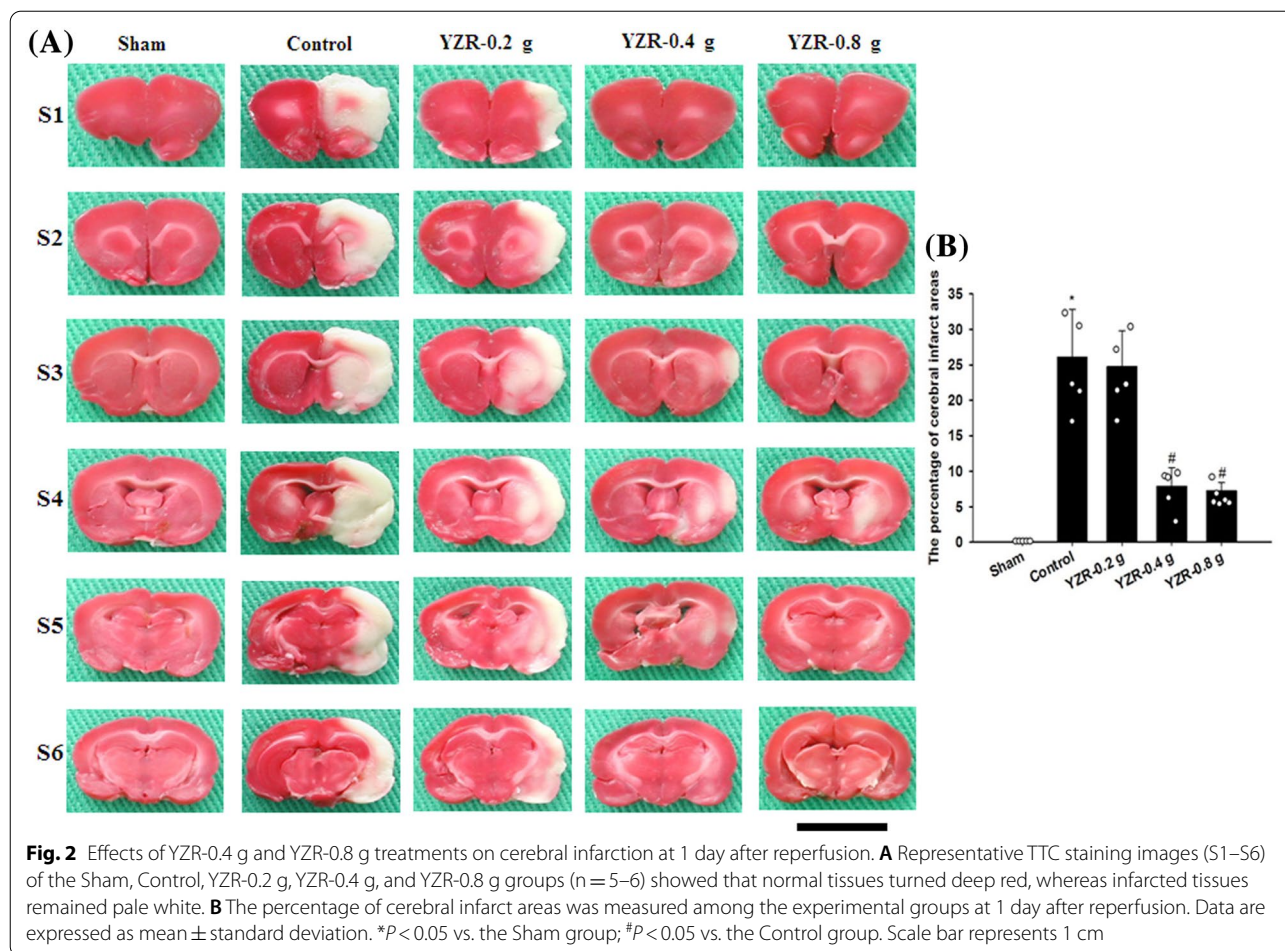 (A)
Sham Control YZR-0.2 g YZR-0.4 g YZR-0.8 g
S1
S2
S3
S4
S5
S6
(B)
The percentage of cerebral infarct areas
35
30
25
20
15
10
5
0
*
#
#
Sham
Control
YZR-0.2 g
YZR-0.4 g
YZR-0.8 g
Fig. 2 Effects of YZR-0.4 g and YZR-0.8 g treatments on cerebral infarction at 1 day after reperfusion. A Representative TTC staining images (S1–S6)
of the Sham, Control, YZR-0.2 g, YZR-0.4 g, and YZR-0.8 g groups (n = 5–6) showed that normal tissues turned deep red, whereas infarcted tissues
remained pale white. B The percentage of cerebral infarct areas was measured among the experimental groups at 1 day after reperfusion. Data are
expressed as mean ± standard deviation. *P < 0.05 vs. the Sham group; #P < 0.05 vs. the Control group. Scale bar represents 1 cm